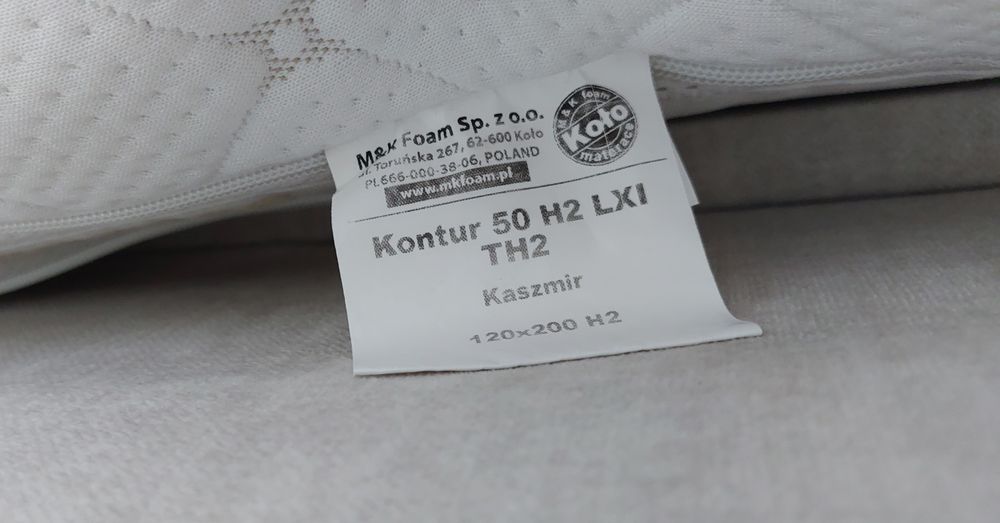 M&K Foam Sp. z o.o.
ul. Toruńska 267, 62-600 Koło
PL666-000-38-06, POLAND
www.mkfoam.pl
M & K foam
Koło
materace
Kontur 50 H2 LXI
TH2
Kaszmir
120x200 H2